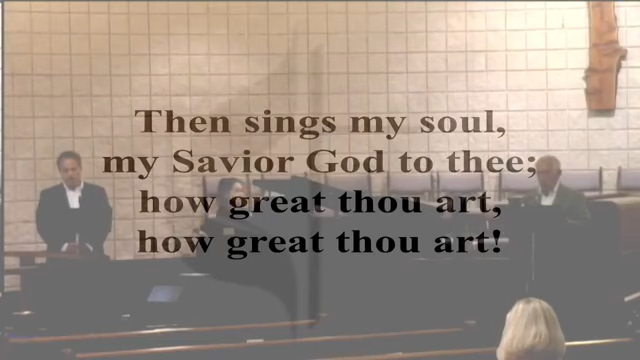 Then sings my soul,
my Savior God to thee;
how great thou art,
how great thou art!